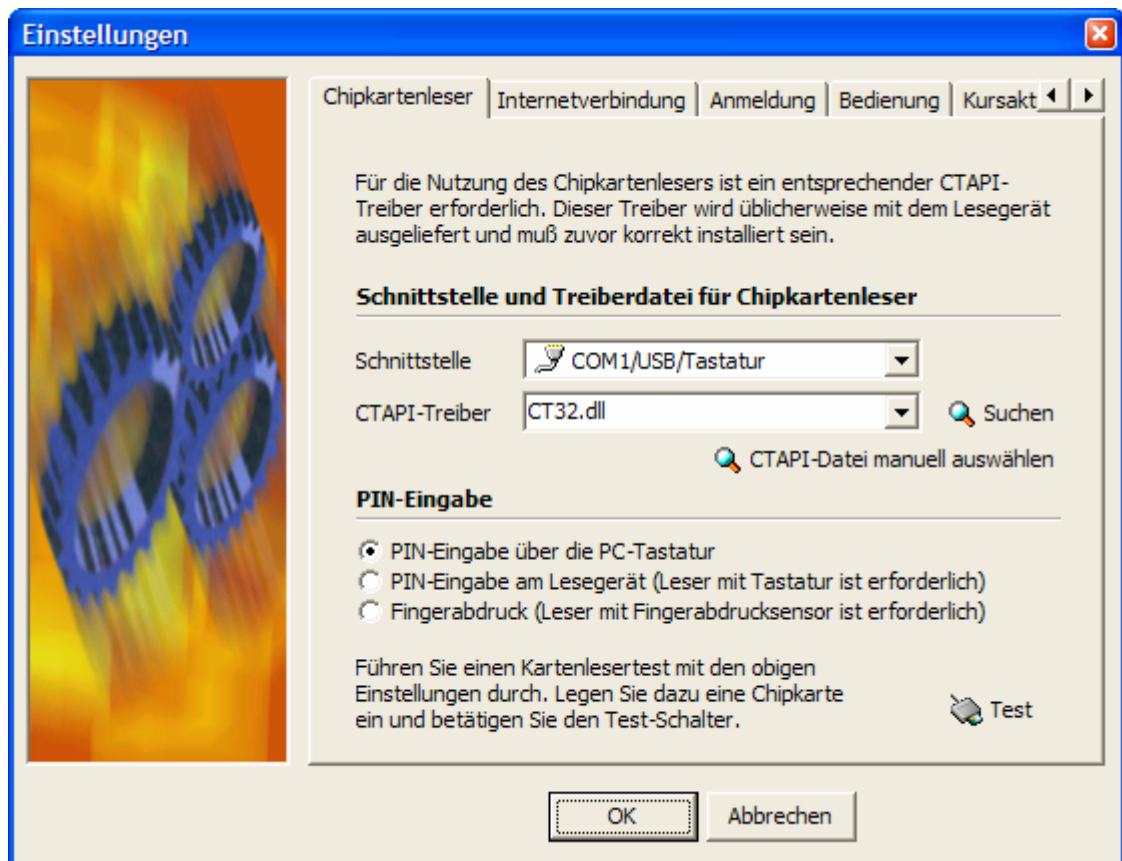 Einstellungen
Chipkartenleser Internetverbindung Anmeldung Bedienung Kursakt
Für die Nutzung des Chipkartenlesers ist ein entsprechender CTAPI-
Treiber erforderlich. Dieser Treiber wird üblicherweise mit dem Lesegerät
ausgeliefert und muß zuvor korrekt installiert sein.
Schnittstelle und Treiberdatei für Chipkartenleser
Schnittstelle COM1/USB/Tastatur
CTAPI-Treiber CT32.dll Suchen
CTAPI-Datei manuell auswählen
PIN-Eingabe
PIN-Eingabe über die PC-Tastatur
PIN-Eingabe am Lesegerät (Leser mit Tastatur ist erforderlich)
Fingerabdruck (Leser mit Fingerabdrucksensor ist erforderlich)
Führen Sie einen Kartenlesertest mit den obigen
Einstellungen durch. Legen Sie dazu eine Chipkarte
ein und betätigen Sie den Test-Schalter.
Test
OK Abbrechen